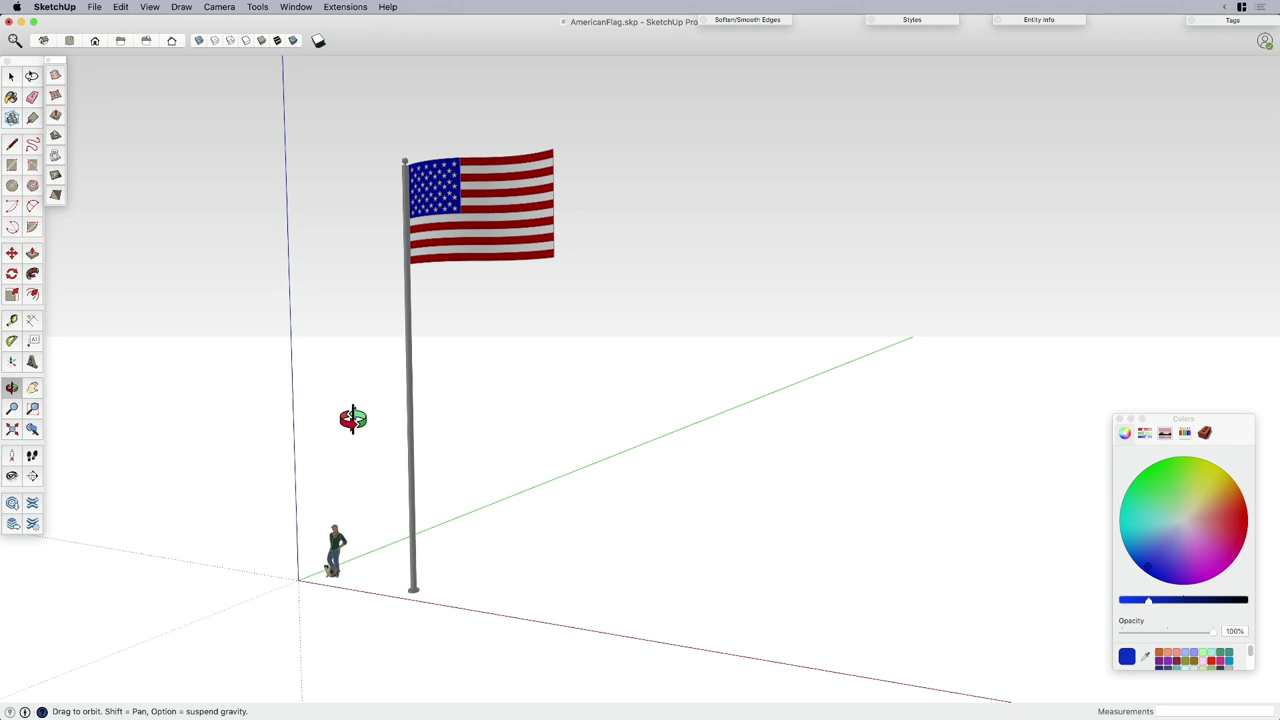 SketchUp File Edit View Draw Camera Tools Window Extensions Help
AmericanFlag.skp - SketchUp Pro
Soften/Smooth Edges
Styles
Entity Info
Tags
Colors
Opacity
100%
Drag to orbit. Shift = Pan, Option = suspend gravity.
Measurements